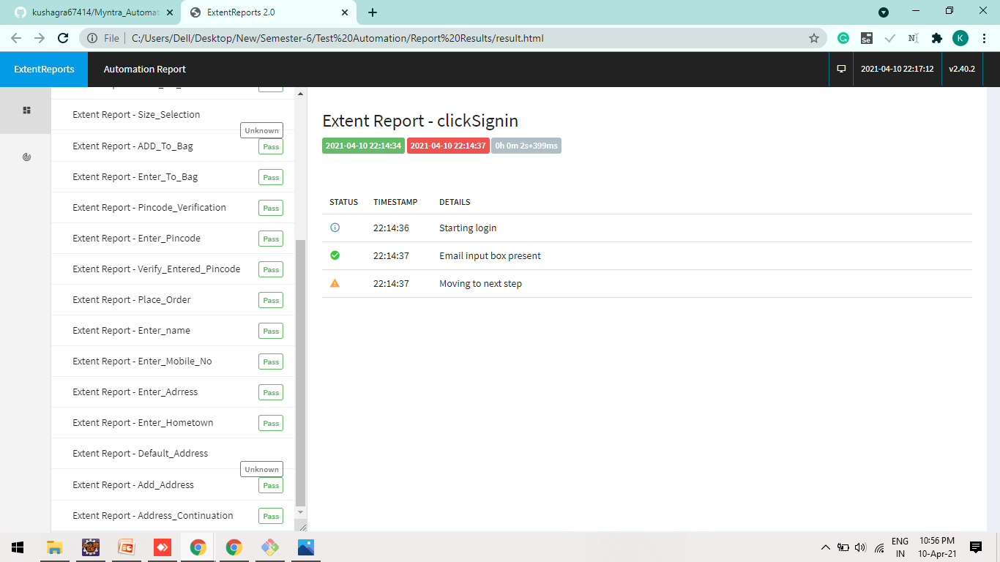 kushagra67414/Myntra_Automat
ExtentReports 2.0
File
C:/Users/Dell/Desktop/New/Semester-6/Test%20Automation/Report%20Results/result.html
Se
N
K
ExtentReports
Automation Report
2021-04-10 22:17:12
v2.40.2
Extent Report - Size_Selection
Unknown
Extent Report - ADD_To_Bag
Pass
Extent Report - Enter_To_Bag
Pass
Extent Report - Pincode_Verification
Pass
Extent Report - Enter_Pincode
Pass
Extent Report - Verify_Entered_Pincode
Pass
Extent Report - Place_Order
Pass
Extent Report - Enter_name
Pass
Extent Report - Enter_Mobile_No
Pass
Extent Report - Enter_Adrress
Pass
Extent Report - Enter_Hometown
Pass
Extent Report - Default_Address
Unknown
Extent Report - Add_Address
Pass
Extent Report - Address_Continuation
Pass
Extent Report - clickSignin
2021-04-10 22:14:34 2021-04-10 22:14:37 0h 0m 2s+399ms
STATUS TIMESTAMP DETAILS
22:14:36 Starting login
22:14:37 Email input box present
22:14:37 Moving to next step
ENG
IN
10:56 PM
10-Apr-21